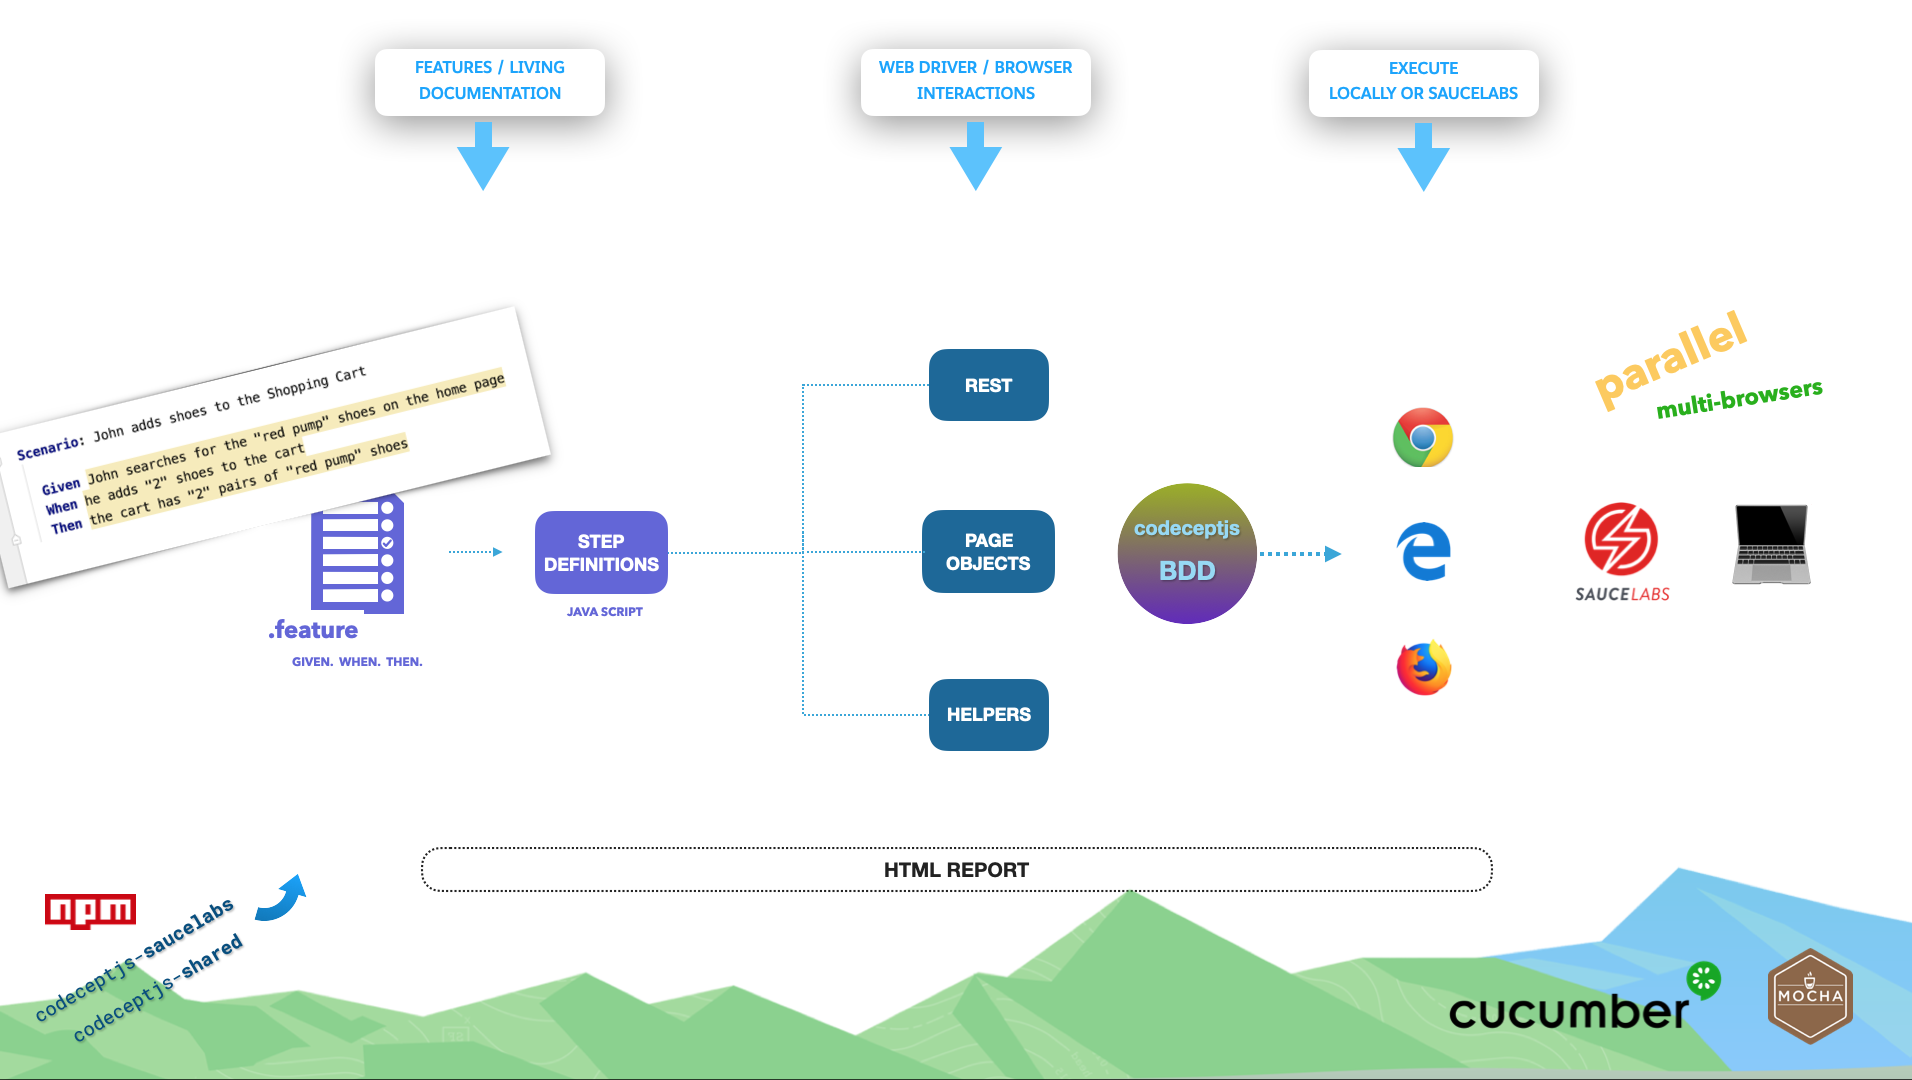 FEATURES / LIVING
DOCUMENTATION
WEB DRIVER / BROWSER
INTERACTIONS
EXECUTE
LOCALLY OR SAUCELABS
Scenario: John adds shoes to the Shopping Cart
Given John searches for the "red pump" shoes on the home page
When he adds "2" shoes to the cart
Then the cart has "2" pairs of "red pump" shoes
.feature
GIVEN. WHEN. THEN.
STEP
DEFINITIONS
JAVA SCRIPT
REST
PAGE
OBJECTS
HELPERS
codeceptjs
BDD
parallel
multi-browsers
SAUCELABS
HTML REPORT
npm
codeceptjs-saucelabs
codeceptjs-shared
cucumber
MOCHA